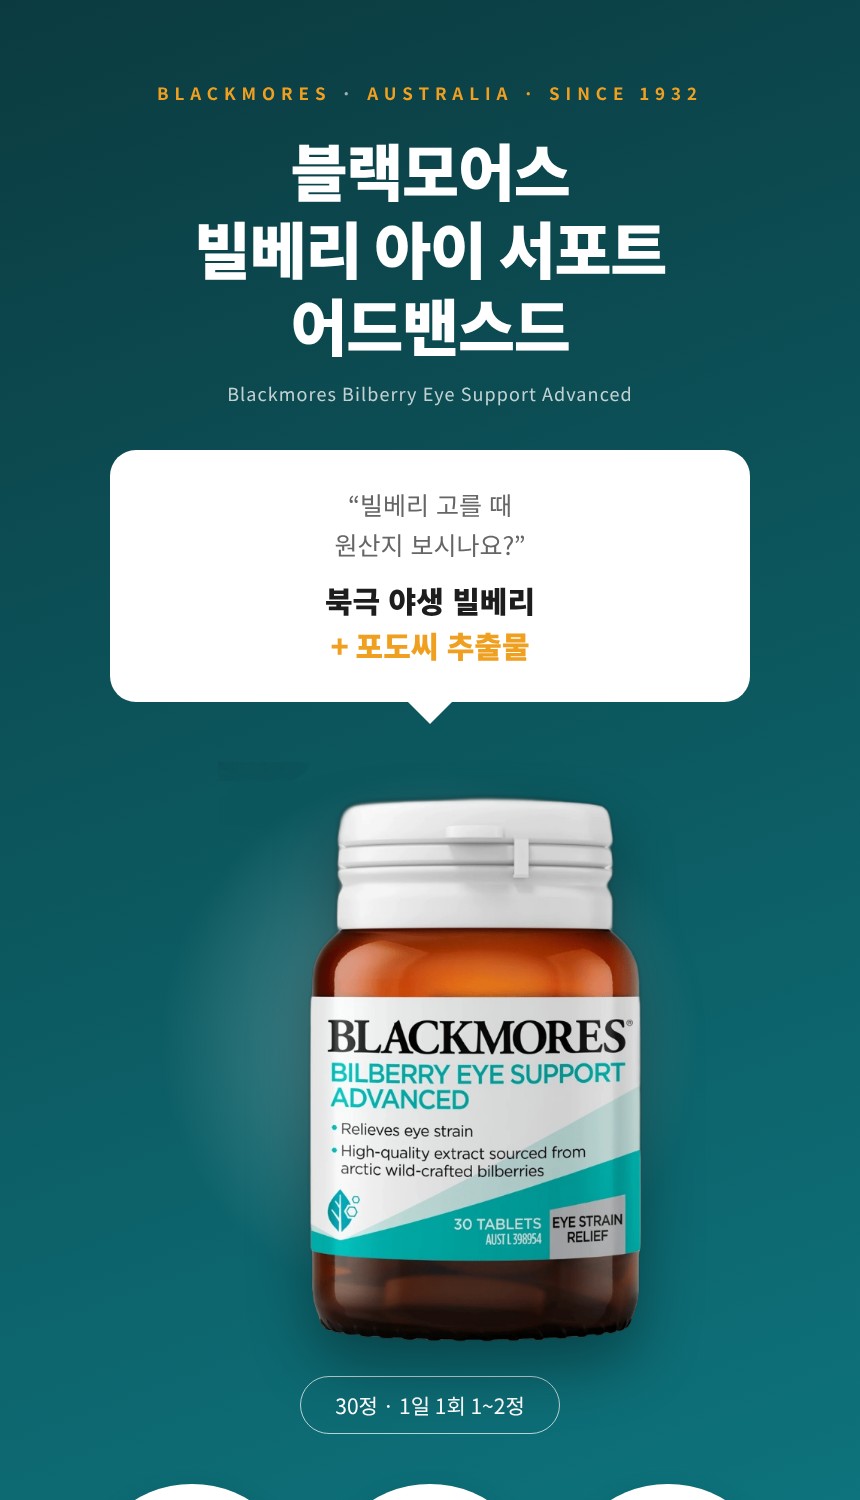 BLACKMORES · AUSTRALIA · SINCE 1932
블랙모어스
빌베리 아이 서포트
어드밴스드
Blackmores Bilberry Eye Support Advanced
“빌베리 고를 때
원산지 보시나요?”
북극 야생 빌베리
+ 포도씨 추출물
BLACKMORES®
BILBERRY EYE SUPPORT
ADVANCED
• Relieves eye strain
• High-quality extract sourced from
arctic wild-crafted bilberries
30 TABLETS
AUST L 398954
EYE STRAIN
RELIEF
30정 · 1일 1회 1~2정